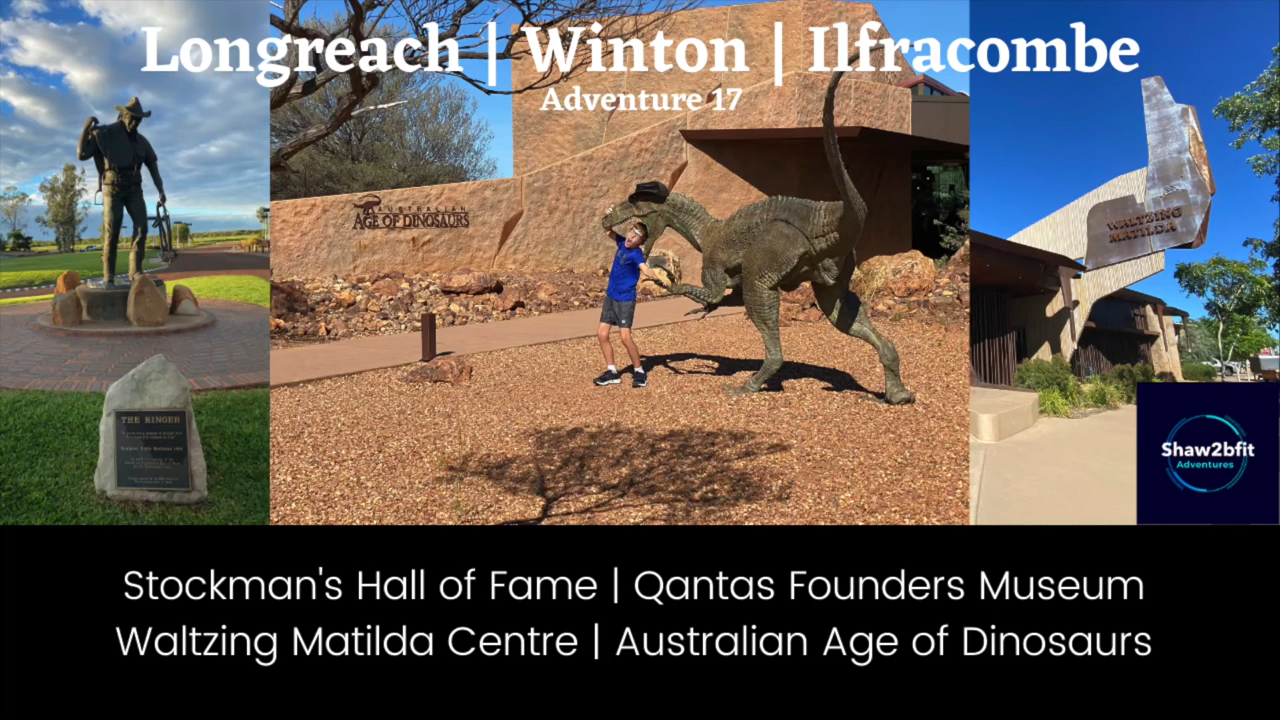 Longreach | Winton | Ilfracombe
Adventure 17
AUSTRALIAN
AGE OF DINOSAURS
WALTZING
MATILDA
THE RINGER
Shaw2bfit
Adventures
Stockman's Hall of Fame | Qantas Founders Museum
Waltzing Matilda Centre | Australian Age of Dinosaurs